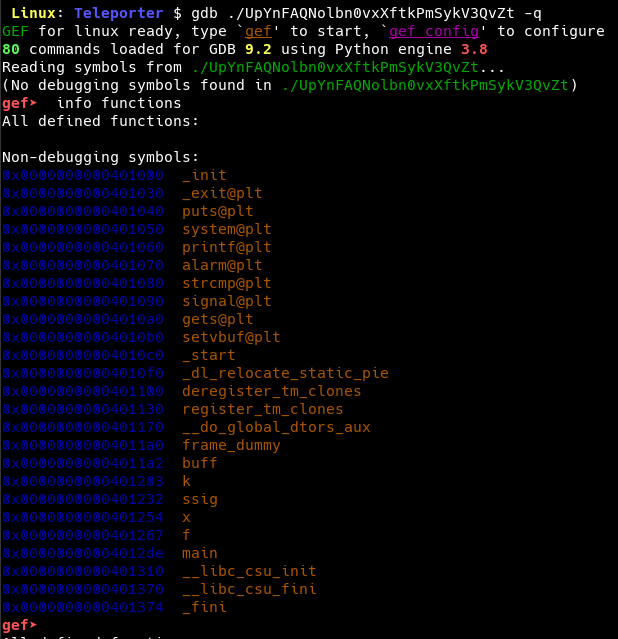 Linux: Teleporter $ gdb ./UpYnFAQNolbn0vxXftkPmSykV3QvZt -q
GEF for linux ready, type `gef' to start, `gef config' to configure
80 commands loaded for GDB 9.2 using Python engine 3.8
Reading symbols from ./UpYnFAQNolbn0vxXftkPmSykV3QvZt...
(No debugging symbols found in ./UpYnFAQNolbn0vxXftkPmSykV3QvZt)
gef➤  info functions
All defined functions:

Non-debugging symbols:
0x0000000000401000  _init
0x0000000000401030  _exit@plt
0x0000000000401040  puts@plt
0x0000000000401050  system@plt
0x0000000000401060  printf@plt
0x0000000000401070  alarm@plt
0x0000000000401080  strcmp@plt
0x0000000000401090  signal@plt
0x00000000004010a0  gets@plt
0x00000000004010b0  setvbuf@plt
0x00000000004010c0  _start
0x00000000004010f0  _dl_relocate_static_pie
0x0000000000401100  deregister_tm_clones
0x0000000000401130  register_tm_clones
0x0000000000401170  __do_global_dtors_aux
0x00000000004011a0  frame_dummy
0x00000000004011a2  buff
0x0000000000401203  k
0x0000000000401232  ssig
0x0000000000401254  x
0x0000000000401267  f
0x00000000004012de  main
0x0000000000401310  __libc_csu_init
0x0000000000401370  __libc_csu_fini
0x0000000000401374  _fini
gef➤